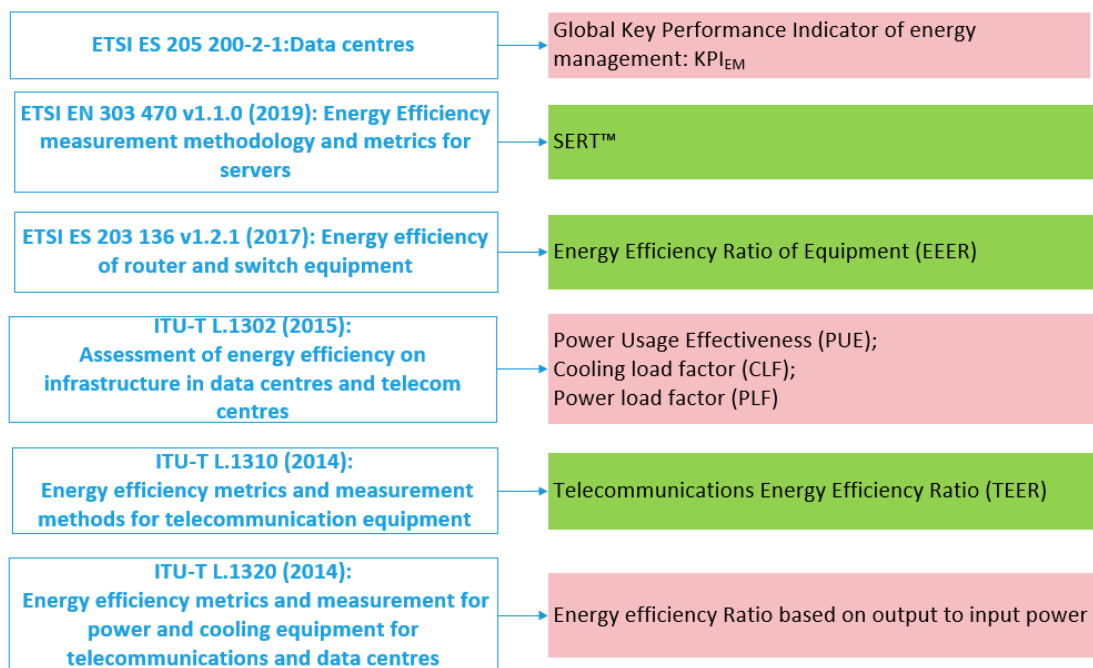 ETSI ES 205 200-2-1:Data centres
Global Key Performance Indicator of energy
management: KPIEM
ETSI EN 303 470 v1.1.0 (2019): Energy Efficiency
measurement methodology and metrics for
servers
SERT™
ETSI ES 203 136 v1.2.1 (2017): Energy efficiency
of router and switch equipment
Energy Efficiency Ratio of Equipment (EEER)
ITU-T L.1302 (2015):
Assessment of energy efficiency on
infrastructure in data centres and telecom
centres
Power Usage Effectiveness (PUE);
Cooling load factor (CLF);
Power load factor (PLF)
ITU-T L.1310 (2014):
Energy efficiency metrics and measurement
methods for telecommunication equipment
Telecommunications Energy Efficiency Ratio (TEER)
ITU-T L.1320 (2014):
Energy efficiency metrics and measurement for
power and cooling equipment for
telecommunications and data centres
Energy efficiency Ratio based on output to input power